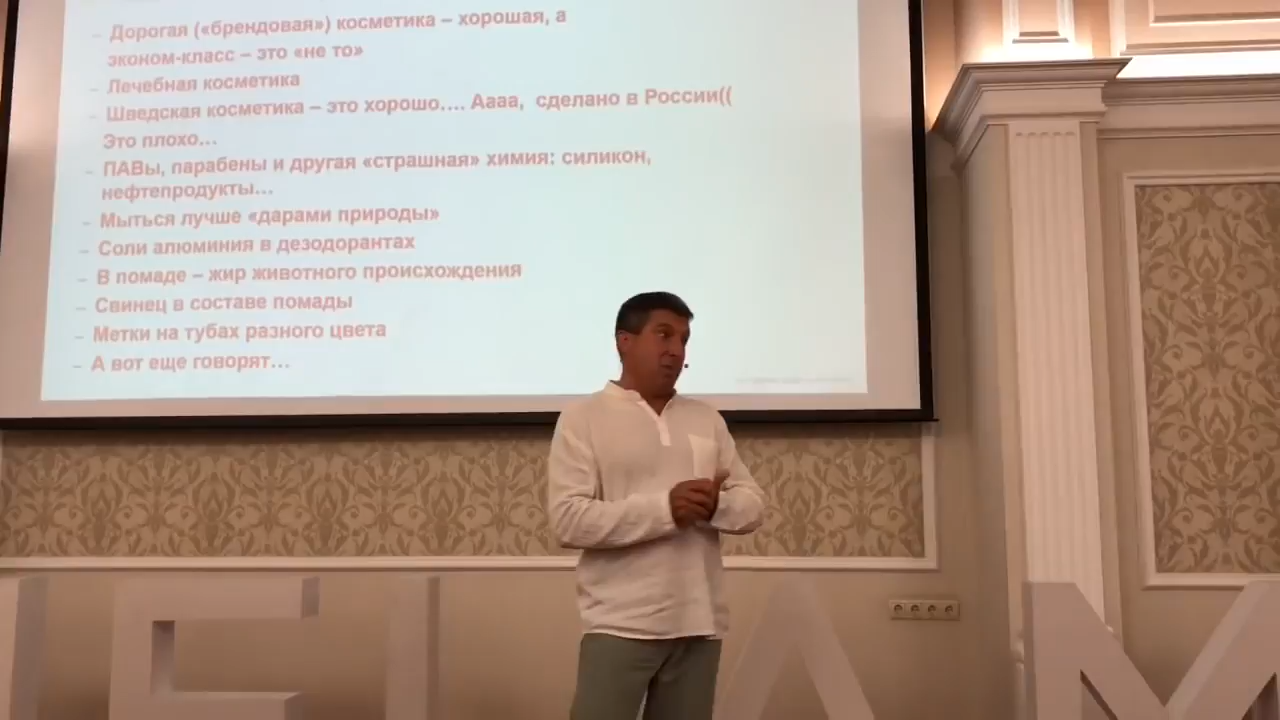 – Дорогая («брендовая») косметика – хорошая, а
эконом-класс – это «не то»
– Лечебная косметика
– Шведская косметика – это хорошо…. Аааа, сделано в России((
Это плохо…
– ПАВы, парабены и другая «страшная» химия: силикон,
нефтепродукты…
– Мыться лучше «дарами природы»
– Соли алюминия в дезодорантах
– В помаде – жир животного происхождения
– Свинец в составе помады
– Метки на тубах разного цвета
– А вот еще говорят…